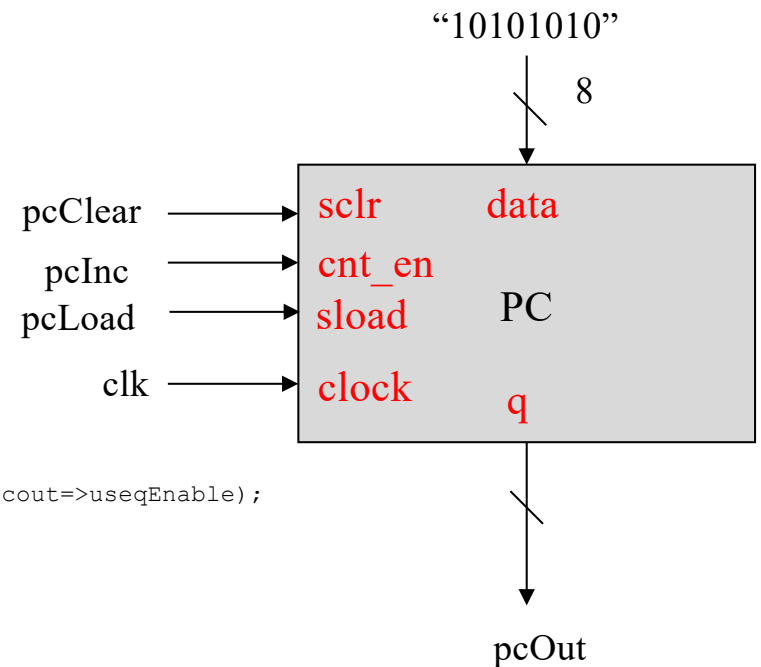 “10101010”
8
pcClear sclr data
pcInc cnt_en
pcLoad sload PC
clk clock q
cout=>useqEnable);
pcOut